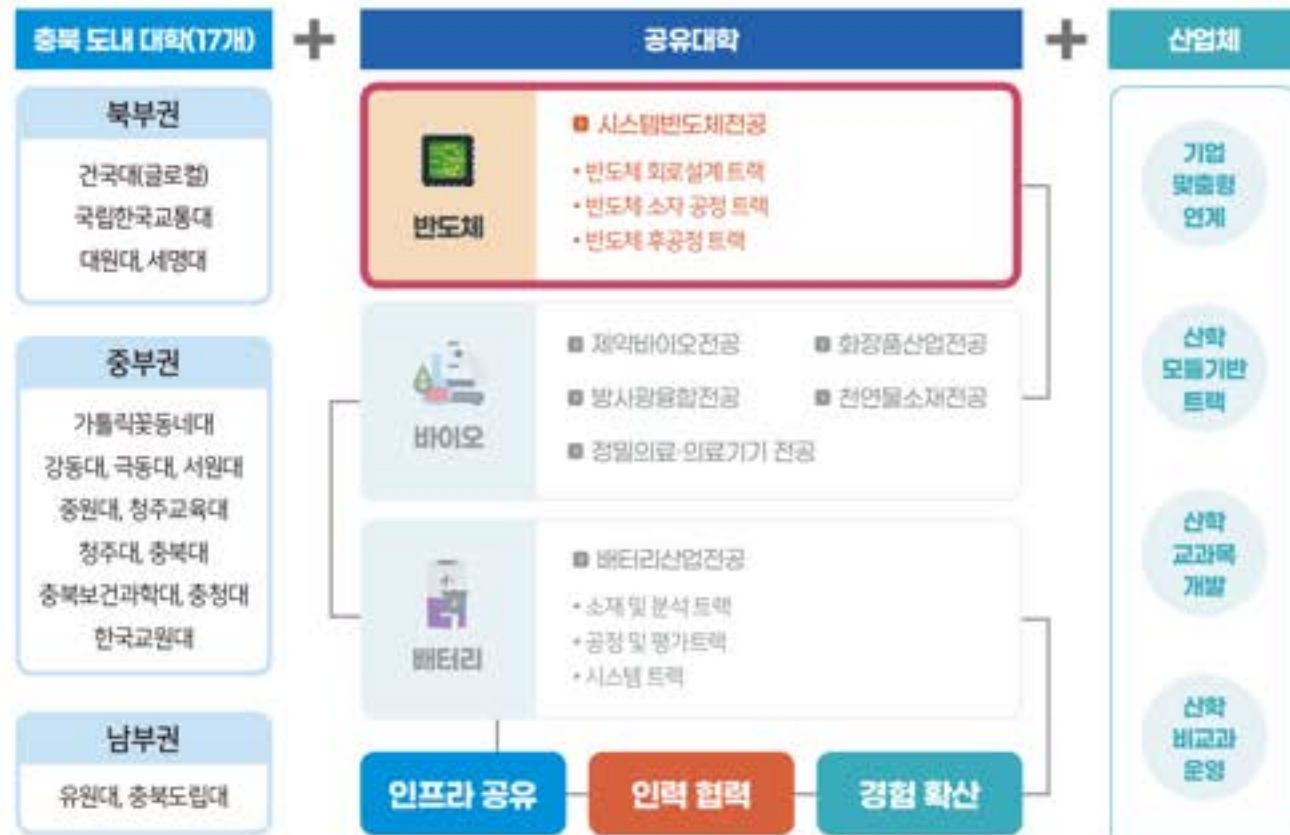 충북 도내 대학(17개)
+
공유대학
+
산업체
북부권
건국대(글로컬)
국립한국교통대
대원대, 세명대
중부권
가톨릭꽃동네대
강동대, 극동대, 서원대
중원대, 청주교육대
청주대, 충북대
충북보건과학대, 충청대
한국교원대
남부권
유원대, 충북도립대
반도체
시스템반도체전공
• 반도체 회로설계 트랙
• 반도체 소자 공정 트랙
• 반도체 후공정 트랙
바이오
제약바이오전공
화장품산업전공
방사광융합전공
천연물소재전공
정밀의료·의료기기 전공
배터리
배터리산업전공
• 소재 및 분석 트랙
• 공정 및 평가트랙
• 시스템 트랙
인프라 공유
인력 협력
경험 확산
기업
맞춤형
연계
산학
모듈기반
트랙
산학
교과목
개발
산학
비교과
운영